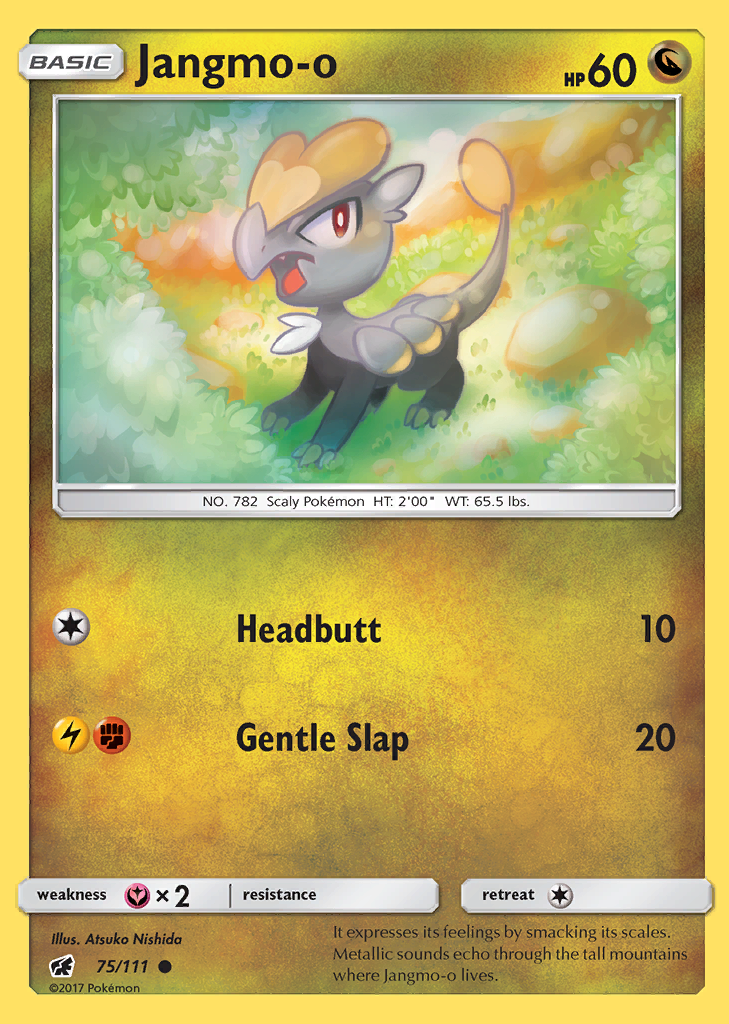 BASIC Jangmo-o HP 60
NO. 782 Scaly Pokémon HT: 2'00" WT: 65.5 lbs.
Headbutt 10
Gentle Slap 20
weakness × 2 resistance retreat
Illus. Atsuko Nishida
75/111
©2017 Pokémon
It expresses its feelings by smacking its scales.
Metallic sounds echo through the tall mountains
where Jangmo-o lives.